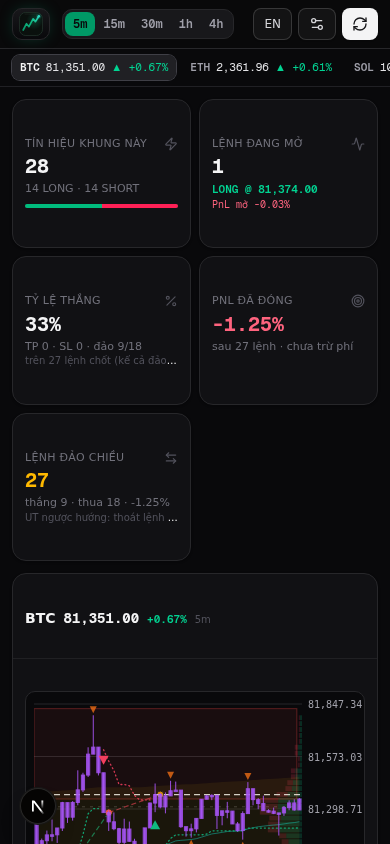 5m 15m 30m 1h 4h EN
BTC 81,351.00 ▲ +0.67% ETH 2,361.96 ▲ +0.61% SOL 10
TÍN HIỆU KHUNG NÀY
28
14 LONG · 14 SHORT
LỆNH ĐANG MỞ
1
LONG @ 81,374.00
PnL mở -0.03%
TỶ LỆ THẮNG
33%
TP 0 · SL 0 · đảo 9/18
trên 27 lệnh chốt (kể cả đảo...
PNL ĐÃ ĐÓNG
-1.25%
sau 27 lệnh · chưa trừ phí
LỆNH ĐẢO CHIỀU
27
thắng 9 · thua 18 · -1.25%
UT ngược hướng: thoát lệnh ...
BTC 81,351.00 +0.67% 5m
81,847.34
81,573.03
81,298.71
N